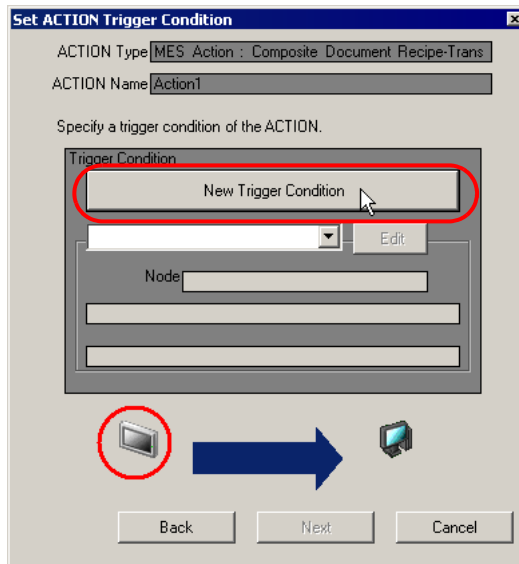 Set ACTION Trigger Condition
ACTION Type MES Action : Composite Document Recipe-Trans
ACTION Name Action1
Specify a trigger condition of the ACTION.
Trigger Condition
New Trigger Condition
Edit
Node
Back Next Cancel